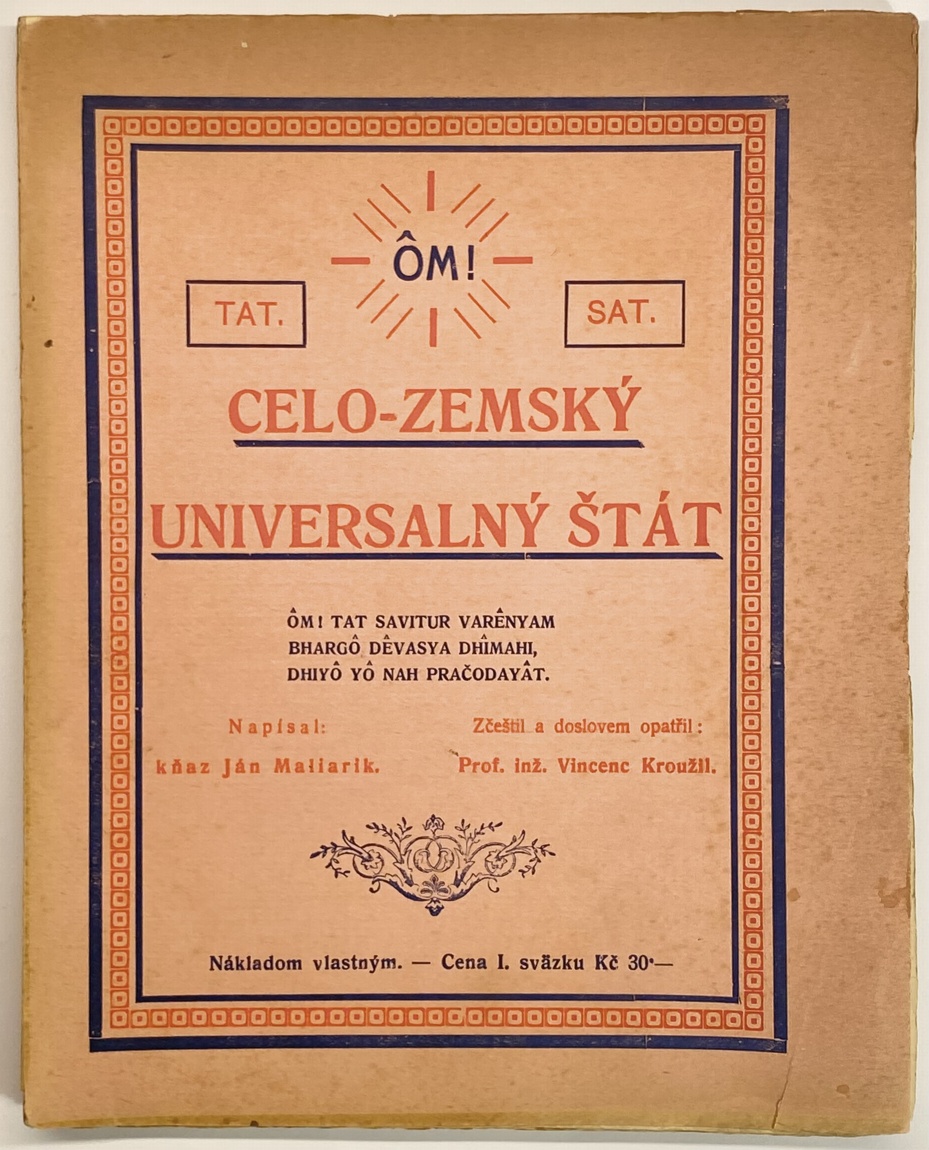 ÔM!
TAT. SAT.
CELO-ZEMSKÝ
UNIVERSALNÝ ŠTÁT
ÔM! TAT SAVITUR VARÊNYAM
BHARGÔ DÊVASYA DHÎMAHI,
DHIYÔ YÔ NAH PRAČODAYÂT.
Napísal:
kňaz Ján Maliarik.
Zčeštil a doslovem opatřil:
Prof. inž. Vincenc Kroužil.
Nákladom vlastným. — Cena I. sväzku Kč 30·—